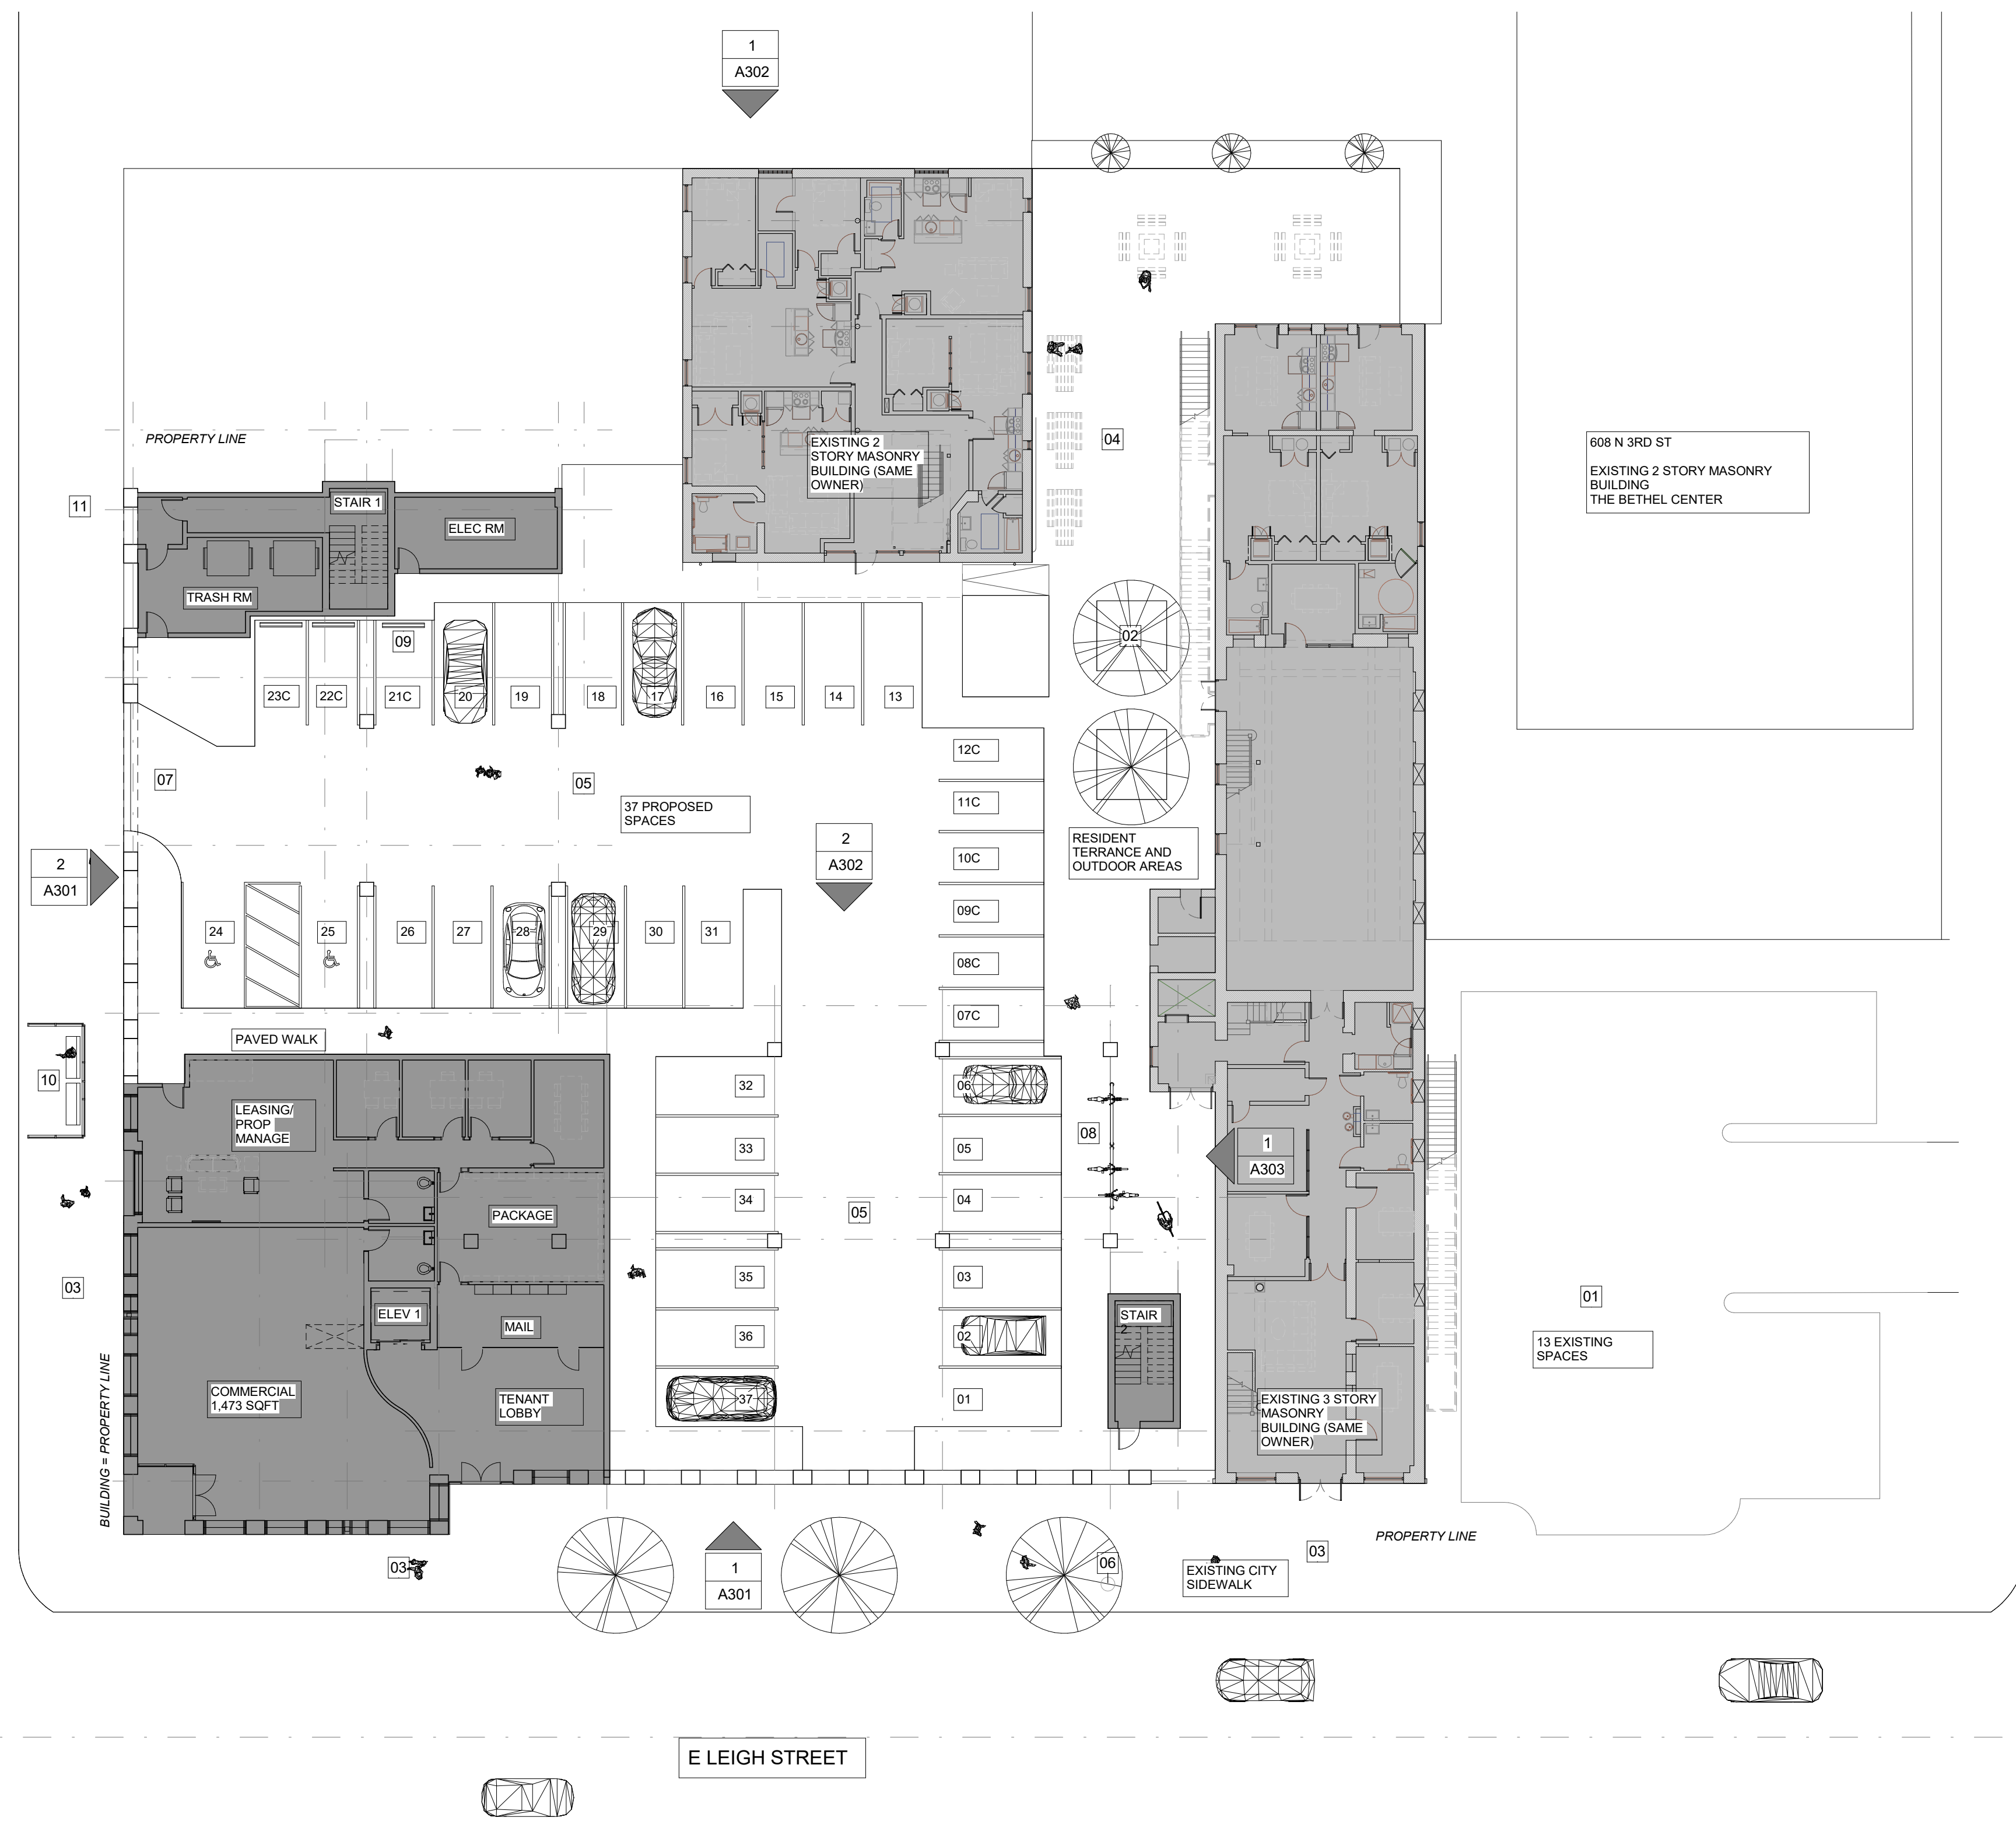 1
A302
PROPERTY LINE
11
STAIR 1
ELEC RM
TRASH RM
EXISTING 2
STORY MASONRY
BUILDING (SAME
OWNER)
04
608 N 3RD ST
EXISTING 2 STORY MASONRY
BUILDING
THE BETHEL CENTER
09
02
23C
22C
21C
20
19
18
17
16
15
14
13
12C
07
05
37 PROPOSED
SPACES
11C
2
A302
RESIDENT
TERRANCE AND
OUTDOOR AREAS
10C
2
A301
09C
24
25
26
27
28
29
30
31
08C
07C
PAVED WALK
10
32
06
LEASING/
PROP
MANAGE
08
33
05
1
A303
34
04
PACKAGE
05
03
35
03
01
ELEV 1
MAIL
36
02
STAIR
2
13 EXISTING
SPACES
COMMERCIAL
1,473 SQFT
TENANT
LOBBY
37
01
EXISTING 3 STORY
MASONRY
BUILDING (SAME
OWNER)
BUILDING = PROPERTY LINE
PROPERTY LINE
03
03
1
A301
06
EXISTING CITY
SIDEWALK
E LEIGH STREET